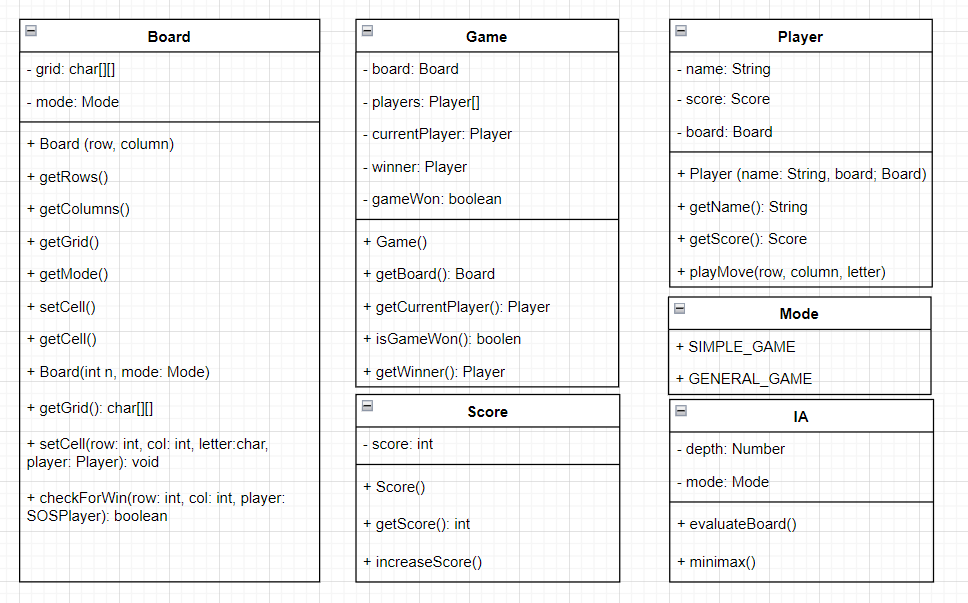 Board
- grid: char[][]
- mode: Mode
+ Board (row, column)
+ getRows()
+ getColumns()
+ getGrid()
+ getMode()
+ setCell()
+ getCell()
+ Board(int n, mode: Mode)
+ getGrid(): char[][]
+ setCell(row: int, col: int, letter:char,
player: Player): void
+ checkForWin(row: int, col: int, player:
SOSPlayer): boolean
Game
- board: Board
- players: Player[]
- currentPlayer: Player
- winner: Player
- gameWon: boolean
+ Game()
+ getBoard(): Board
+ getCurrentPlayer(): Player
+ isGameWon(): boolen
+ getWinner(): Player
Score
- score: int
+ Score()
+ getScore(): int
+ increaseScore()
Player
- name: String
- score: Score
- board: Board
+ Player (name: String, board; Board)
+ getName(): String
+ getScore(): Score
+ playMove(row, column, letter)
Mode
+ SIMPLE_GAME
+ GENERAL_GAME
IA
- depth: Number
- mode: Mode
+ evaluateBoard()
+ minimax()